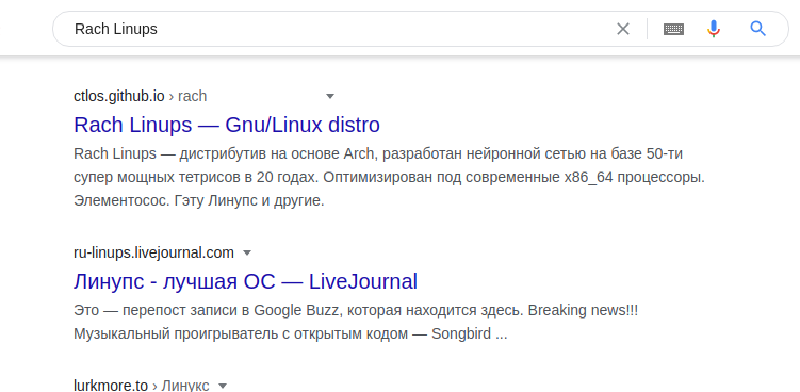 Rach Linups
ctlos.github.io › rach
Rach Linups — Gnu/Linux distro
Rach Linups — дистрибутив на основе Arch, разработан нейронной сетью на базе 50-ти
супер мощных тетрисов в 20 годах. Оптимизирован под современные x86_64 процессоры.
Элементосос. Гэту Линупс и другие.
ru-linups.livejournal.com
Линупс - лучшая ОС — LiveJournal
Это — перепост записи в Google Buzz, которая находится здесь. Breaking news!!!
Музыкальный проигрыватель с открытым кодом — Songbird ...
lurkmore.to › Линукс